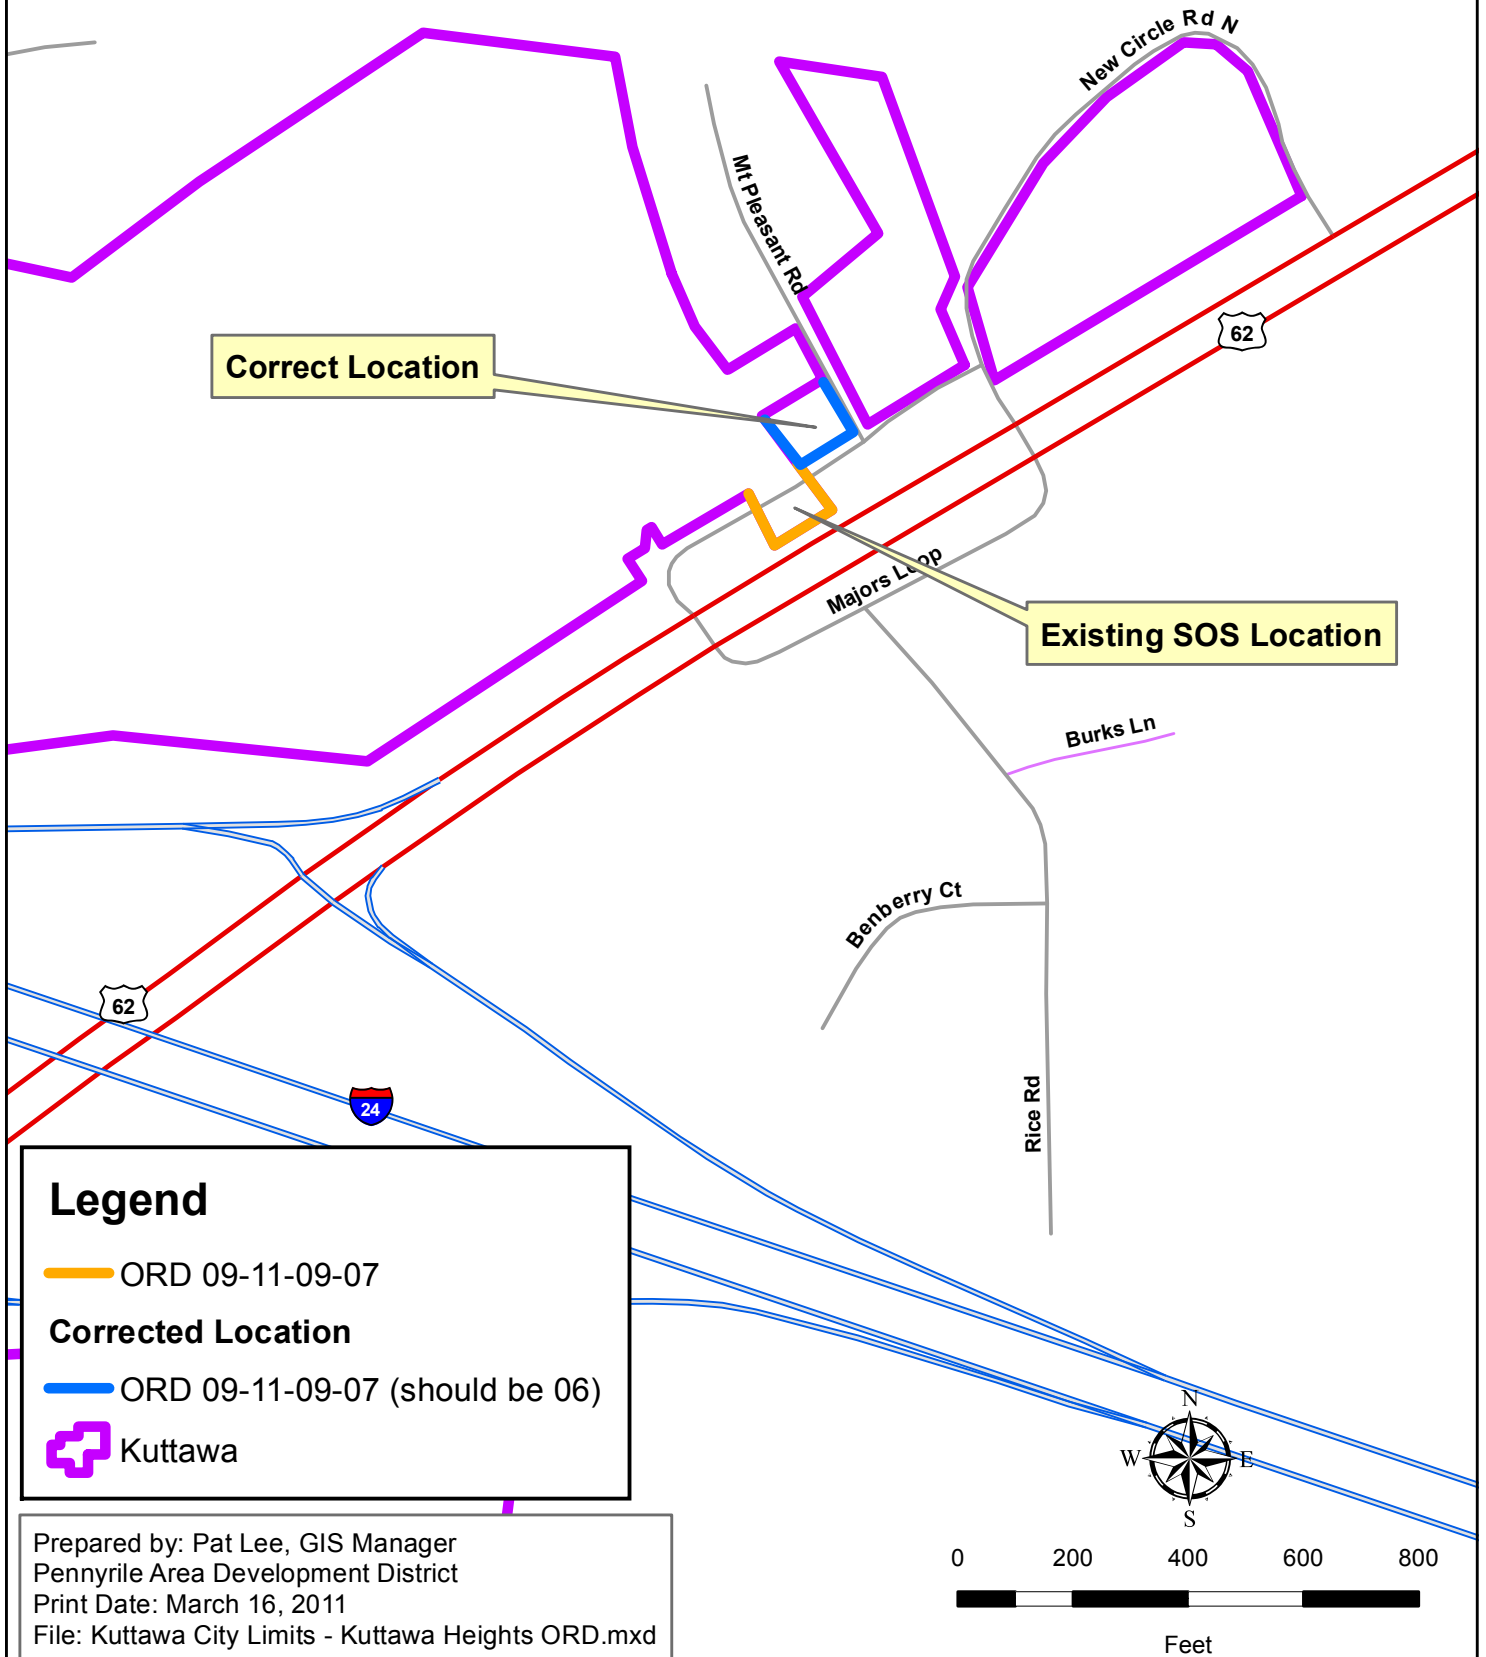 New Circle Rd N
Mt Pleasant Rd
62
Correct Location
Majors Loop
Existing SOS Location
Burks Ln
Benberry Ct
62
24
Rice Rd
Legend
ORD 09-11-09-07
Corrected Location
ORD 09-11-09-07 (should be 06)
Kuttawa
N
W E
S
Prepared by: Pat Lee, GIS Manager
Pennyrile Area Development District
Print Date: March 16, 2011
File: Kuttawa City Limits - Kuttawa Heights ORD.mxd
0 200 400 600 800
Feet